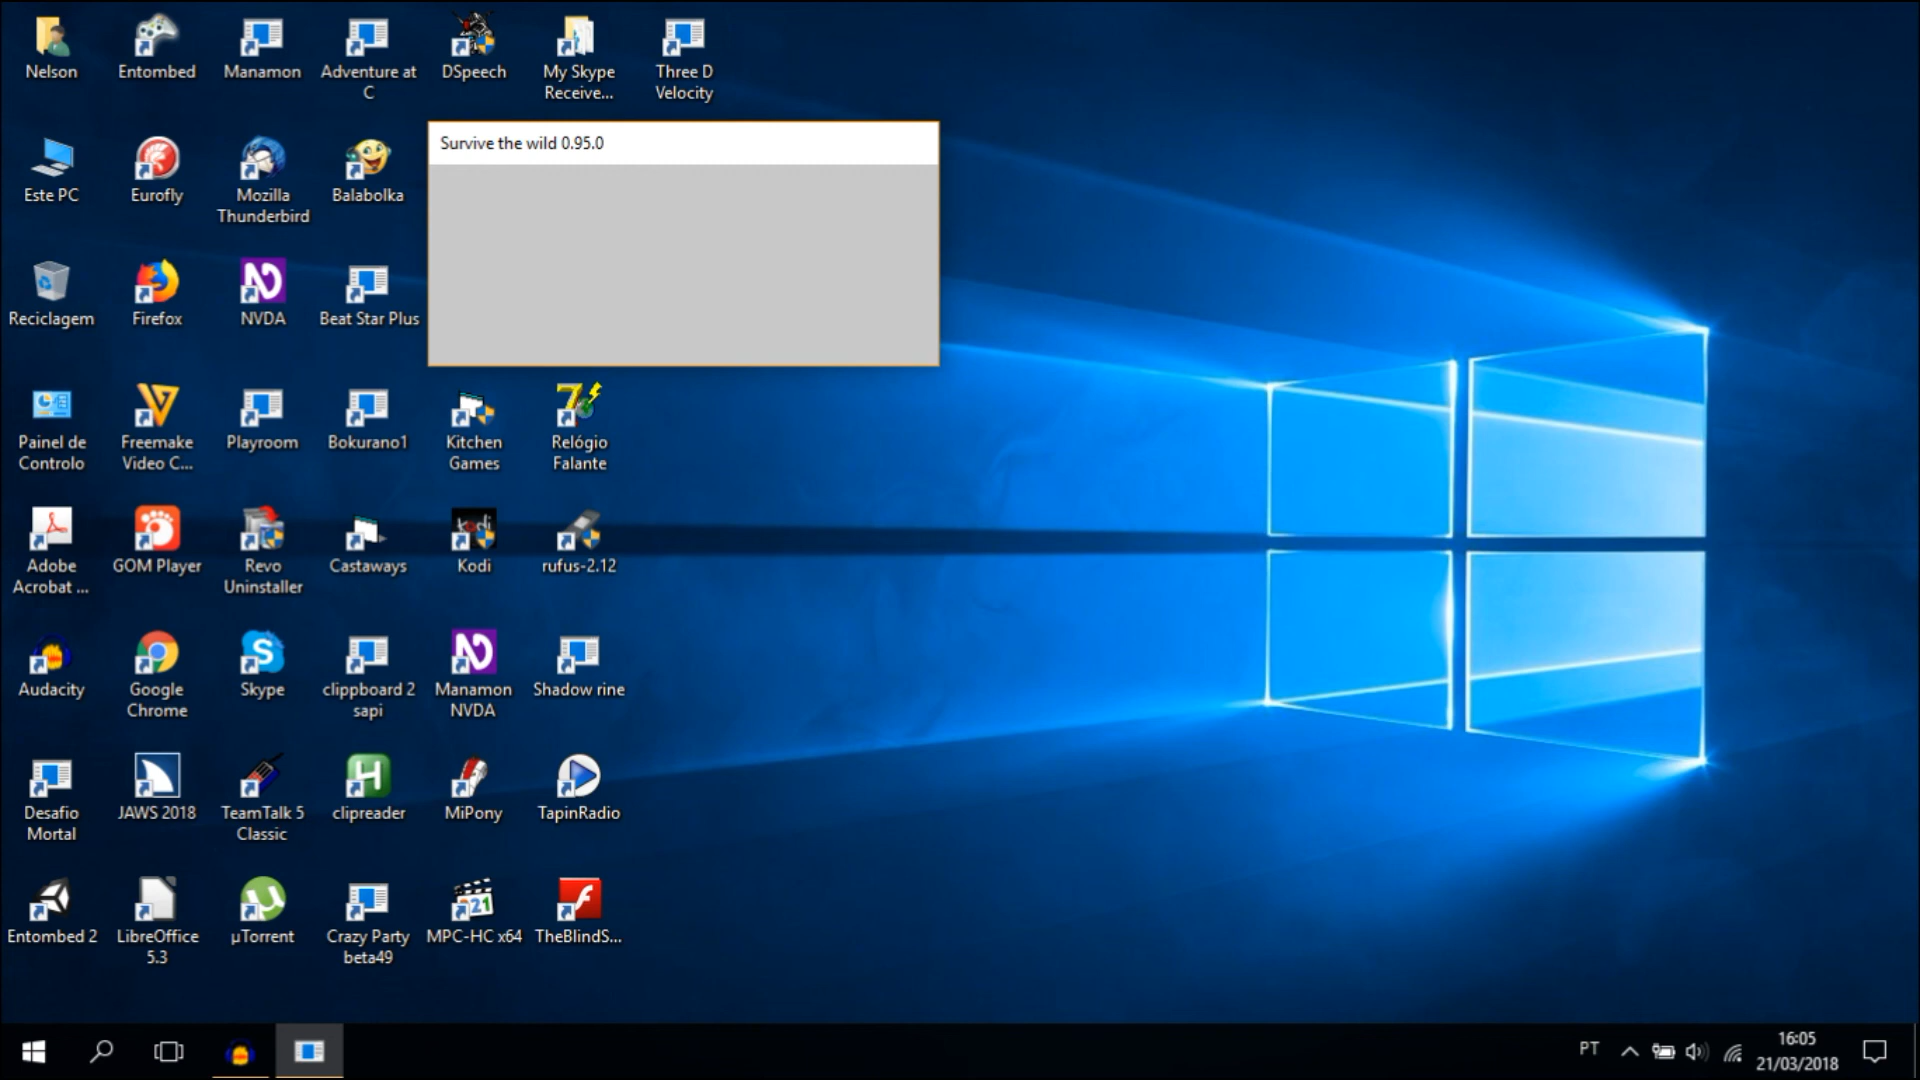 Nelson
Entombed
Manamon
Adventure at
C
DSpeech
My Skype
Receive...
Three D
Velocity
Survive the wild 0.95.0
Este PC
Eurofly
Mozilla
Thunderbird
Balabolka
Reciclagem
Firefox
NVDA
Beat Star Plus
Painel de
Controlo
Freemake
Video C...
Playroom
Bokurano1
Kitchen
Games
Relógio
Falante
Adobe
Acrobat ...
GOM Player
Revo
Uninstaller
Castaways
Kodi
rufus-2.12
Audacity
Google
Chrome
Skype
clippboard 2
sapi
Manamon
NVDA
Shadow rine
Desafio
Mortal
JAWS 2018
TeamTalk 5
Classic
clipreader
MiPony
TapinRadio
Entombed 2
LibreOffice
5.3
µTorrent
Crazy Party
beta49
MPC-HC x64
TheBlindS...
PT
16:05
21/03/2018